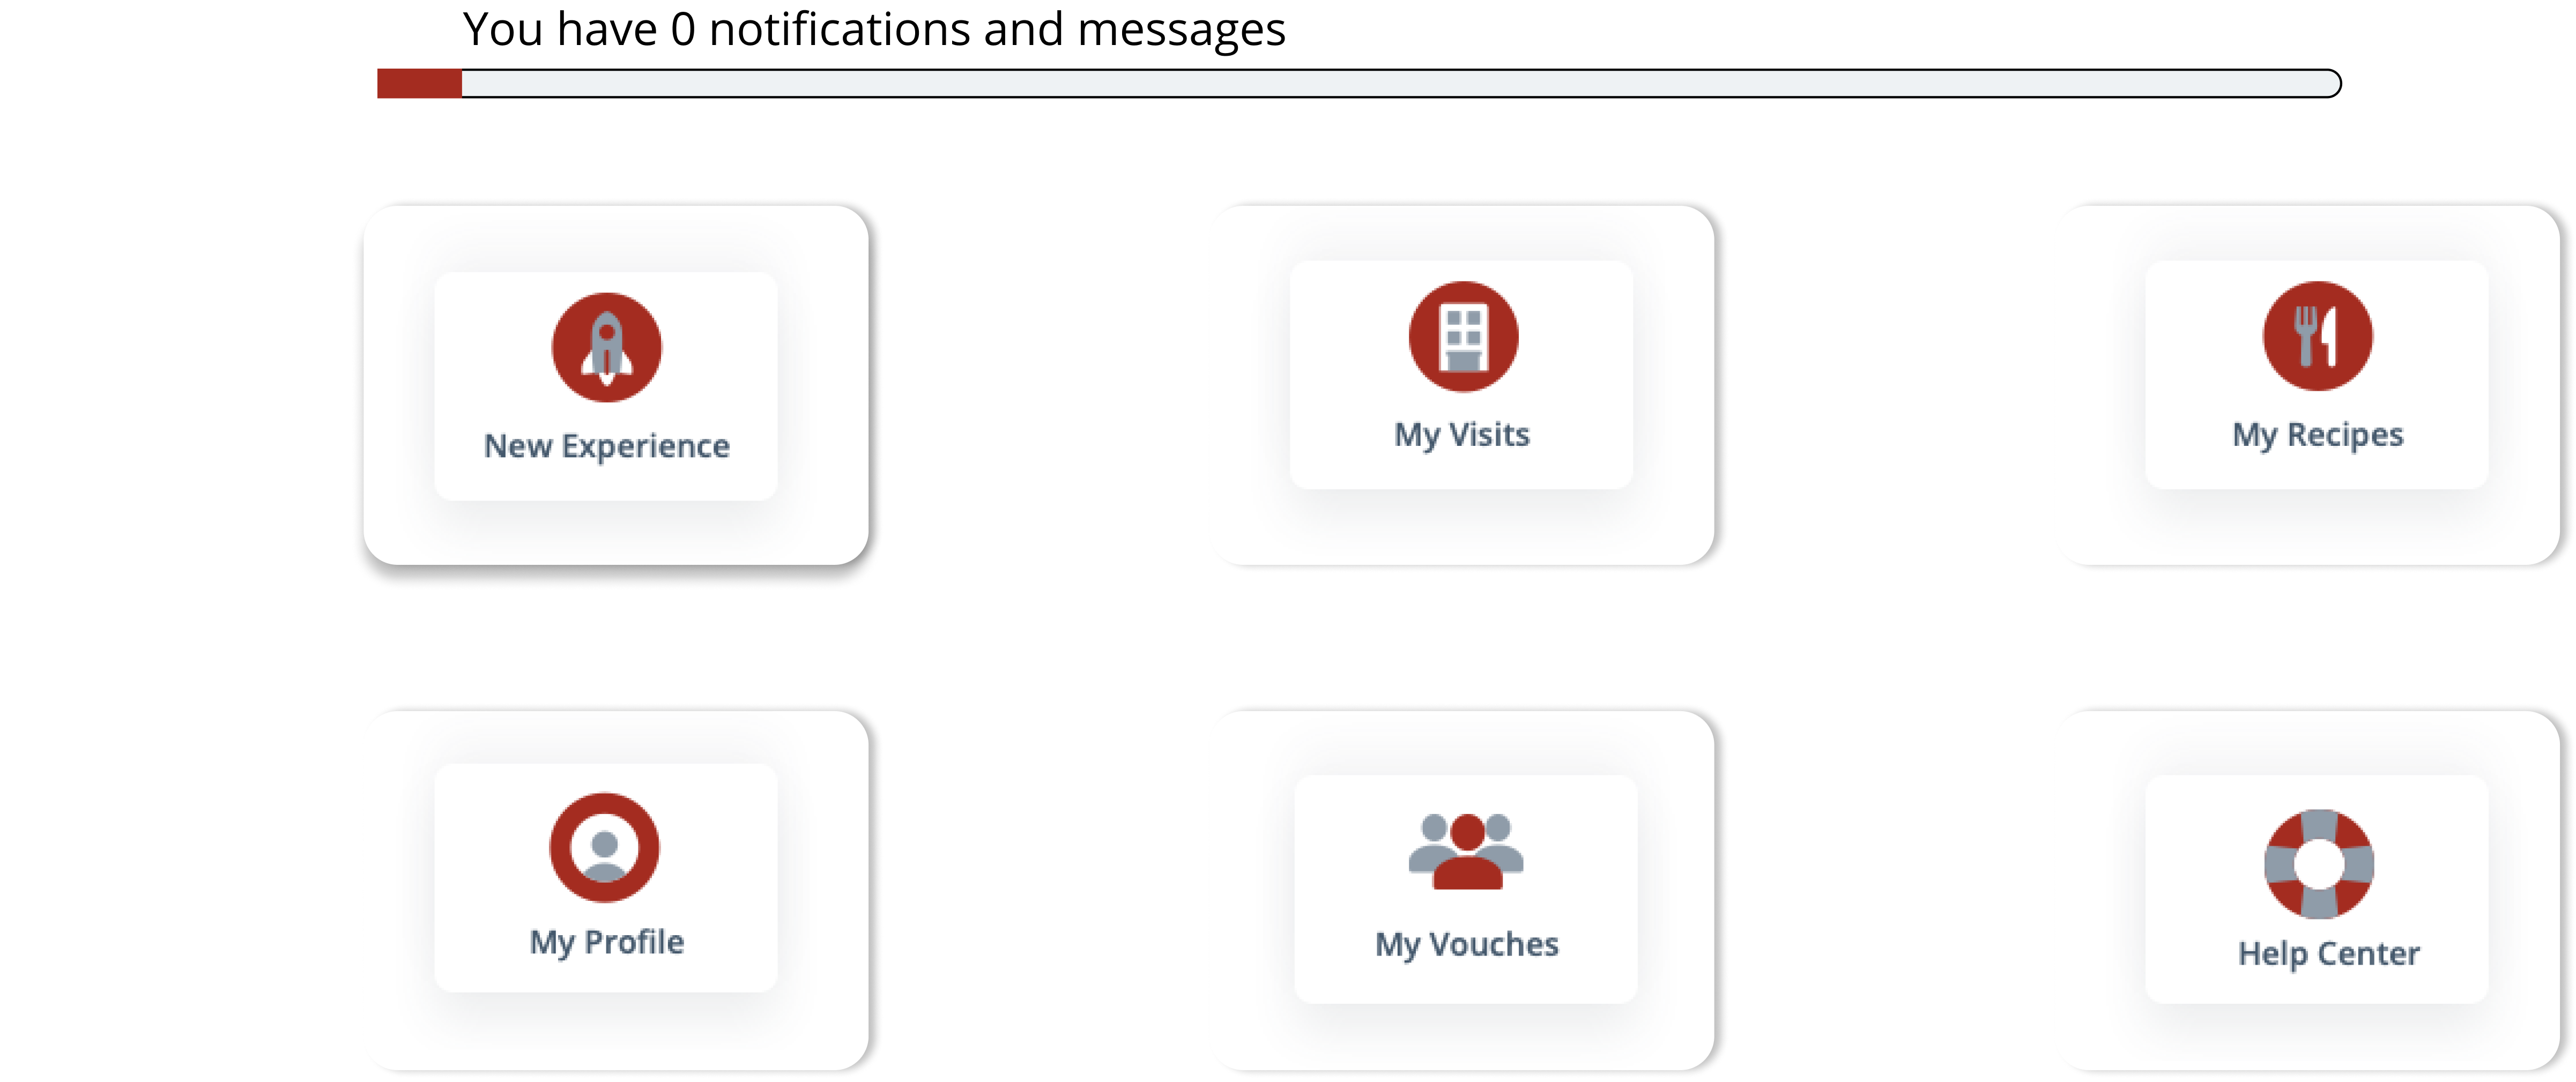 You have 0 notifications and messages
New Experience
My Visits
My Recipes
My Profile
My Vouches
Help Center